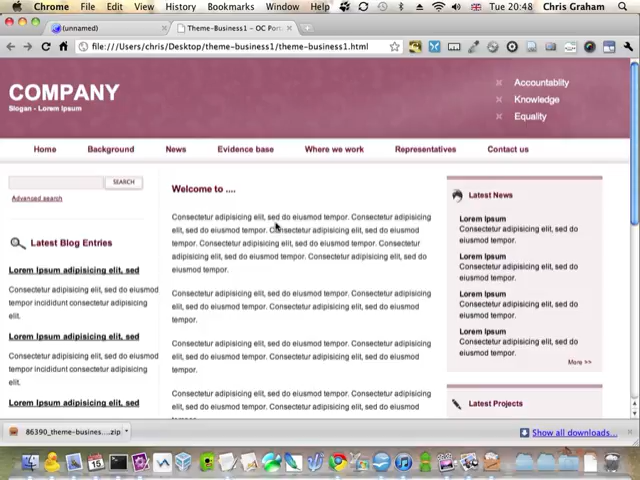 Chrome File Edit View History Bookmarks Window Help Tue 20:48 Chris Graham
(unnamed) Theme-Business1 – OC Port
file:///Users/chris/Desktop/theme-business1/theme-business1.html
COMPANY
Slogan - Lorem Ipsum
Accountability
Knowledge
Equality
Home Background News Evidence base Where we work Representatives Contact us
SEARCH
Advanced search
Latest Blog Entries
Lorem Ipsum adipisicing elit, sed
Consectetur adipisicing elit, sed do eiusmod
tempor incididunt consectetur adipisicing
elit.
Lorem Ipsum adipisicing elit, sed
Consectetur adipisicing elit, sed do eiusmod
tempor incididunt consectetur adipisicing
elit.
Lorem Ipsum adipisicing elit, sed
Welcome to ....
Consectetur adipisicing elit, sed do eiusmod tempor. Consectetur adipisicing
elit, sed do eiusmod tempor. Consectetur adipisicing elit, sed do eiusmod
tempor. Consectetur adipisicing elit, sed do eiusmod tempor. Consectetur
adipisicing elit, sed do eiusmod tempor. Consectetur adipisicing elit, sed do
eiusmod tempor.
Consectetur adipisicing elit, sed do eiusmod tempor. Consectetur adipisicing
elit, sed do eiusmod tempor. Consectetur adipisicing elit, sed do eiusmod
tempor.
Consectetur adipisicing elit, sed do eiusmod tempor. Consectetur adipisicing
elit, sed do eiusmod tempor. Consectetur adipisicing elit, sed do eiusmod
tempor.
Consectetur adipisicing elit, sed do eiusmod tempor. Consectetur adipisicing
elit, sed do eiusmod tempor. Consectetur adipisicing elit, sed do eiusmod
Latest News
Lorem Ipsum
Consectetur adipisicing elit, sed do
eiusmod tempor.
Lorem Ipsum
Consectetur adipisicing elit, sed do
eiusmod tempor.
Lorem Ipsum
Consectetur adipisicing elit, sed do
eiusmod tempor.
Lorem Ipsum
Consectetur adipisicing elit, sed do
eiusmod tempor.
More >>
Latest Projects
86390_theme-busines....zip
Show all downloads...
15